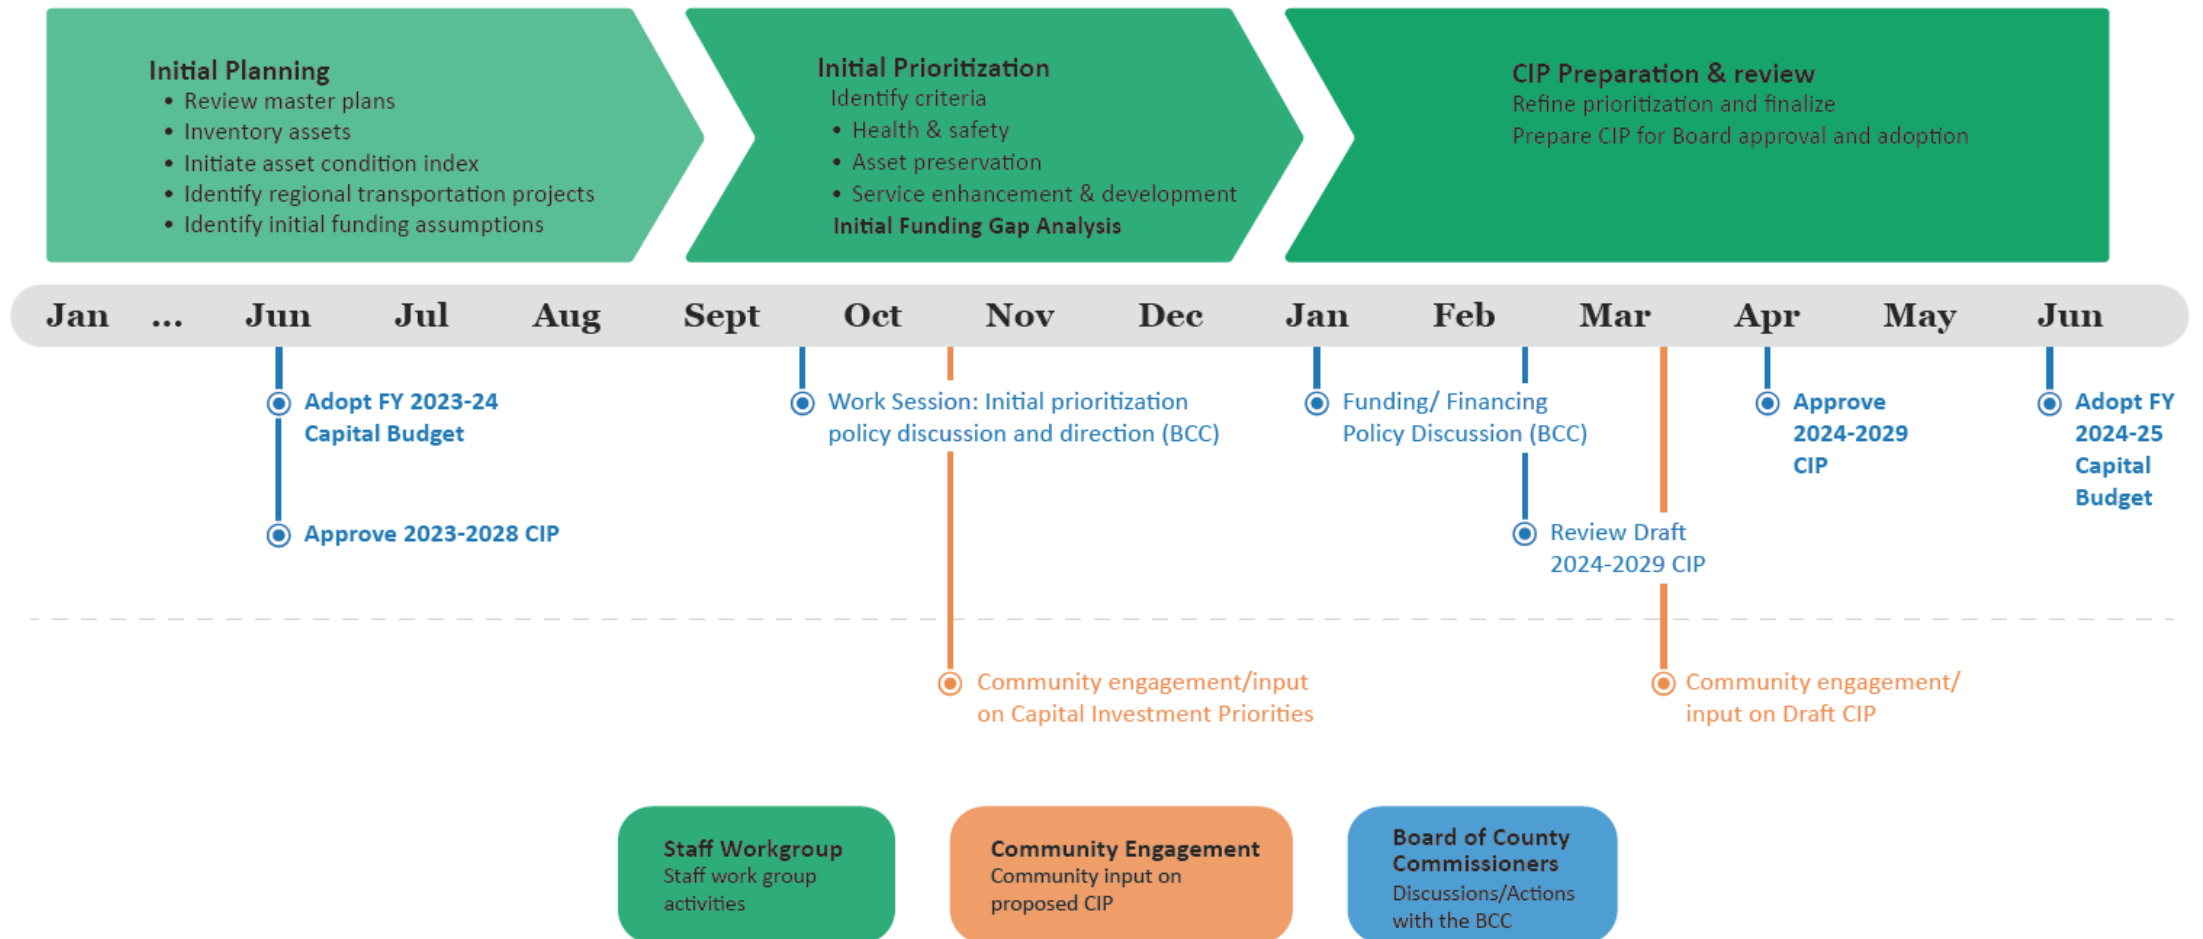 Initial Planning
• Review master plans
• Inventory assets
• Initiate asset condition index
• Identify regional transportation projects
• Identify initial funding assumptions
Initial Prioritization
Identify criteria
• Health & safety
• Asset preservation
• Service enhancement & development
Initial Funding Gap Analysis
CIP Preparation & review
Refine prioritization and finalize
Prepare CIP for Board approval and adoption
Jan ... Jun Jul Aug Sept Oct Nov Dec Jan Feb Mar Apr May Jun
Adopt FY 2023-24
Capital Budget
Approve 2023-2028 CIP
Work Session: Initial prioritization
policy discussion and direction (BCC)
Funding/ Financing
Policy Discussion (BCC)
Review Draft
2024-2029 CIP
Approve
2024-2029
CIP
Adopt FY
2024-25
Capital
Budget
Community engagement/input
on Capital Investment Priorities
Community engagement/
input on Draft CIP
Staff Workgroup
Staff work group
activities
Community Engagement
Community input on
proposed CIP
Board of County
Commissioners
Discussions/Actions
with the BCC